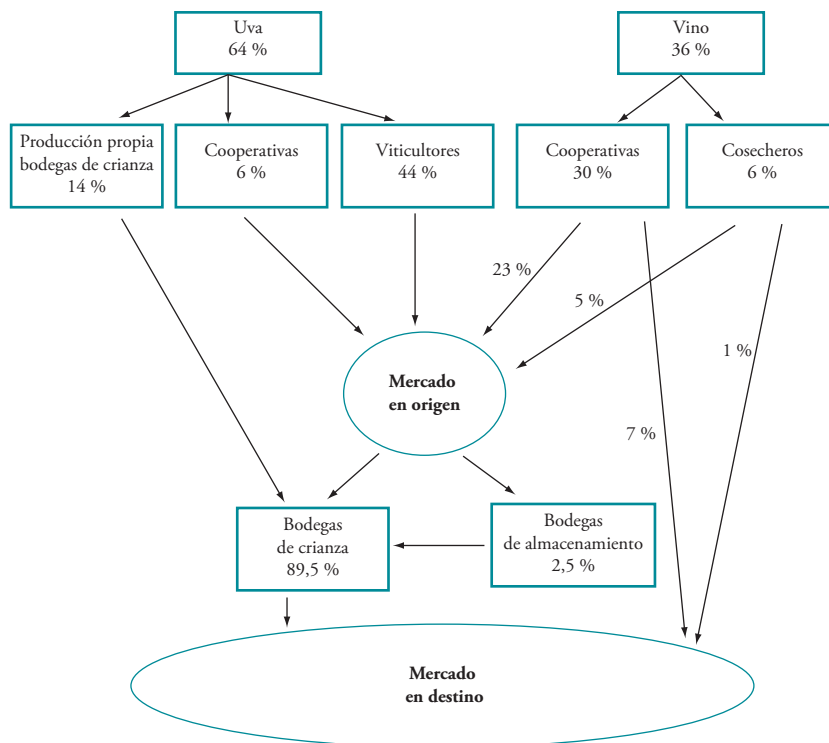 Uva
64 %
Vino
36 %
Producción propia
bodegas de crianza
14 %
Cooperativas
6 %
Viticultores
44 %
Cooperativas
30 %
Cosecheros
6 %
23 %
5 %
1 %
Mercado
en origen
7 %
Bodegas
de crianza
89,5 %
Bodegas
de almacenamiento
2,5 %
Mercado
en destino